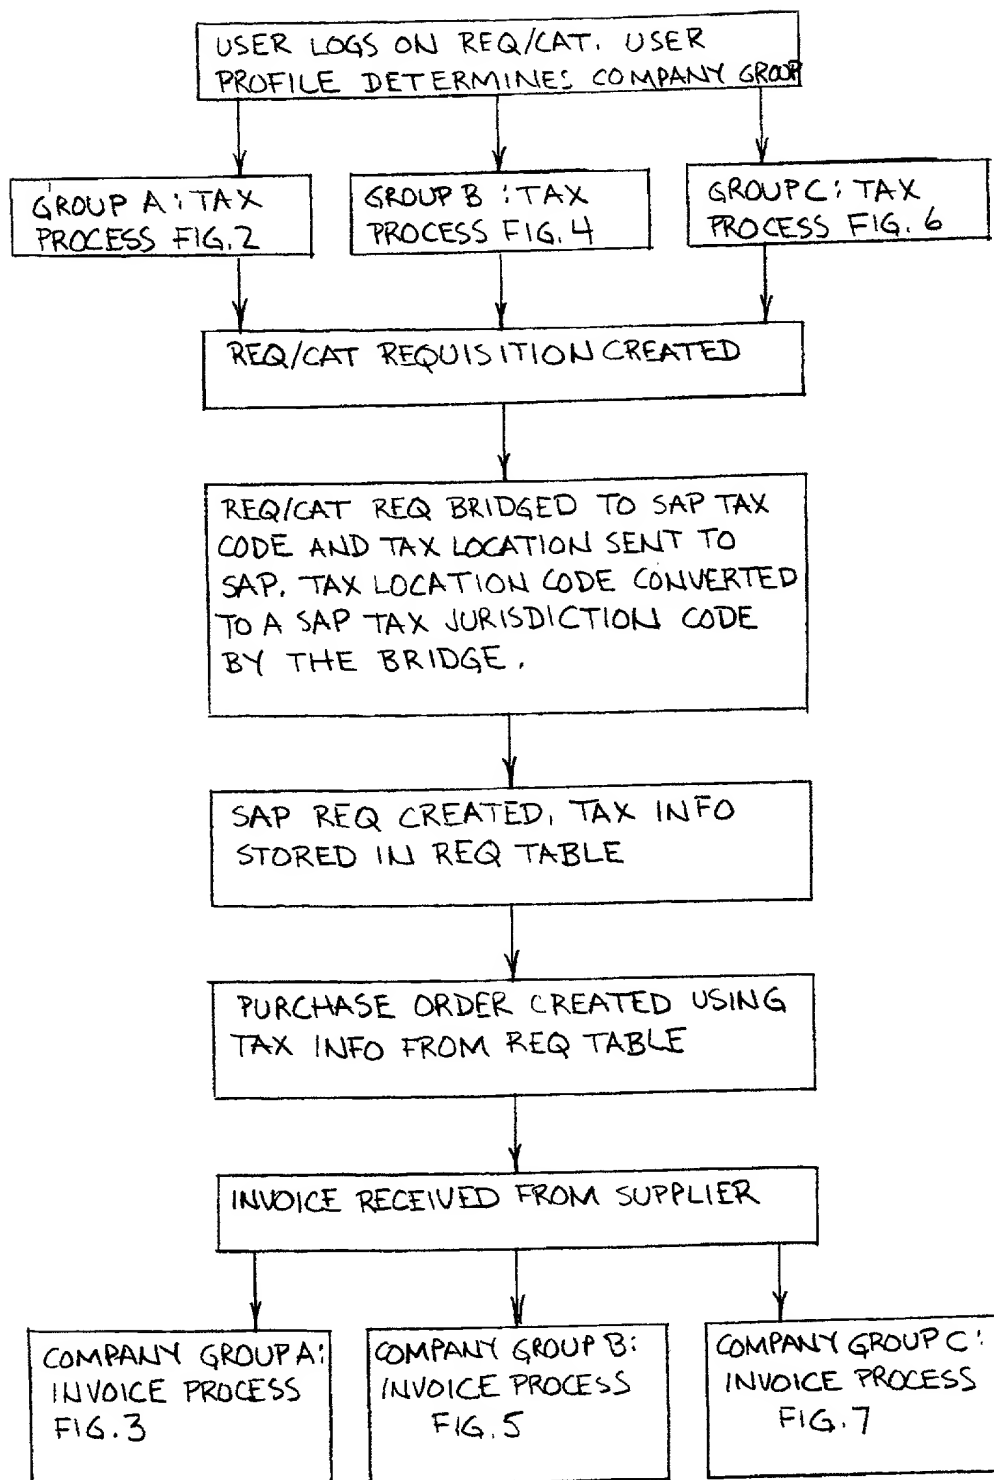 USER LOGS ON REQ/CAT. USER
PROFILE DETERMINES COMPANY GROUP
GROUP A: TAX
PROCESS FIG. 2
GROUP B: TAX
PROCESS FIG. 4
GROUP C: TAX
PROCESS FIG. 6
REQ/CAT REQUISITION CREATED
REQ/CAT REQ BRIDGED TO SAP TAX
CODE AND TAX LOCATION SENT TO
SAP. TAX LOCATION CODE CONVERTED
TO A SAP TAX JURISDICTION CODE
BY THE BRIDGE.
SAP REQ CREATED, TAX INFO
STORED IN REQ TABLE
PURCHASE ORDER CREATED USING
TAX INFO FROM REQ TABLE
INVOICE RECEIVED FROM SUPPLIER
COMPANY GROUP A:
INVOICE PROCESS
FIG. 3
COMPANY GROUP B:
INVOICE PROCESS
FIG. 5
COMPANY GROUP C:
INVOICE PROCESS
FIG. 7